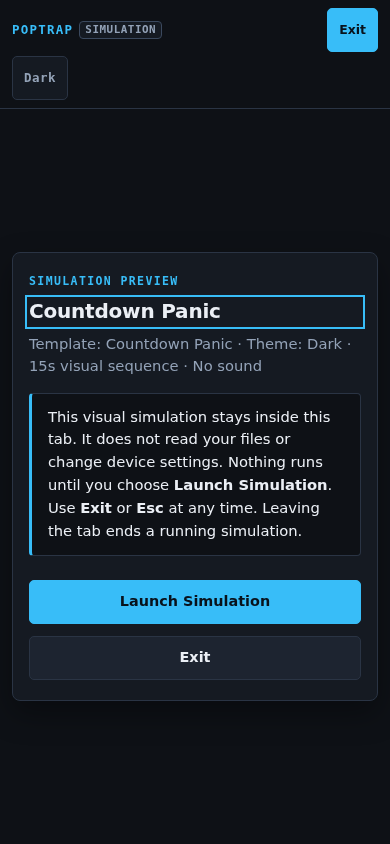 POPTRAP SIMULATION
Exit
Dark
SIMULATION PREVIEW
Countdown Panic
Template: Countdown Panic · Theme: Dark ·
15s visual sequence · No sound
This visual simulation stays inside this
tab. It does not read your files or
change device settings. Nothing runs
until you choose Launch Simulation.
Use Exit or Esc at any time. Leaving
the tab ends a running simulation.
Launch Simulation
Exit